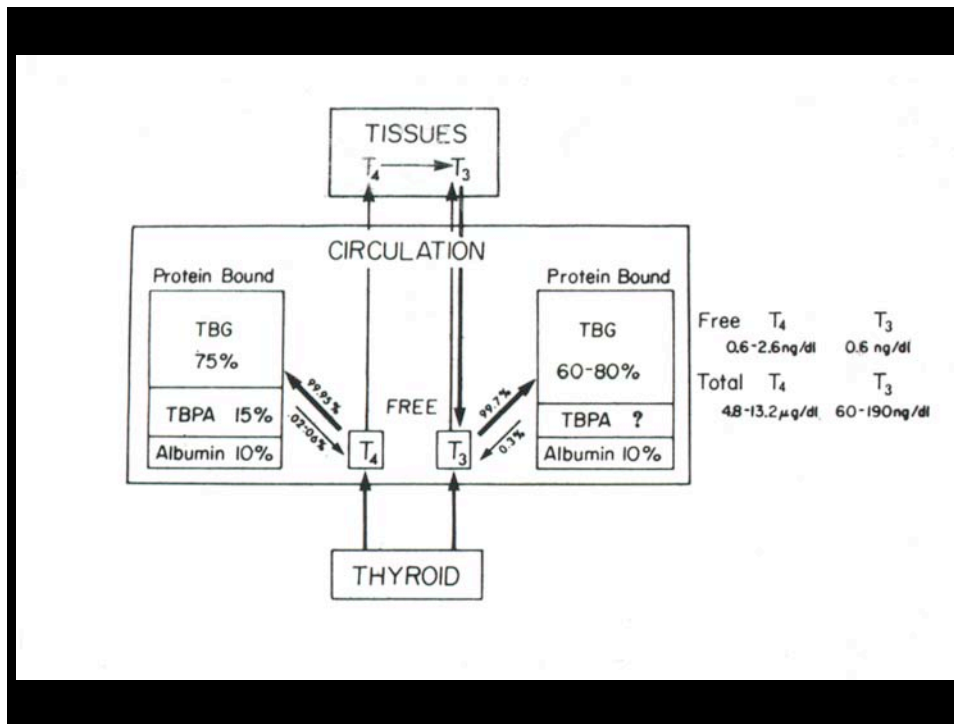 TISSUES
T4 T3
CIRCULATION
Protein Bound
TBG
75%
TBPA 15%
Albumin 10%
99.95%
.02-.06%
FREE
T4 T3
99.7%
0.3%
Protein Bound
TBG
60-80%
TBPA ?
Albumin 10%
THYROID
Free T4 T3
0.6-2.6ng/dl 0.6 ng/dl
Total T4 T3
4.8-13.2µg/dl 60-190ng/dl